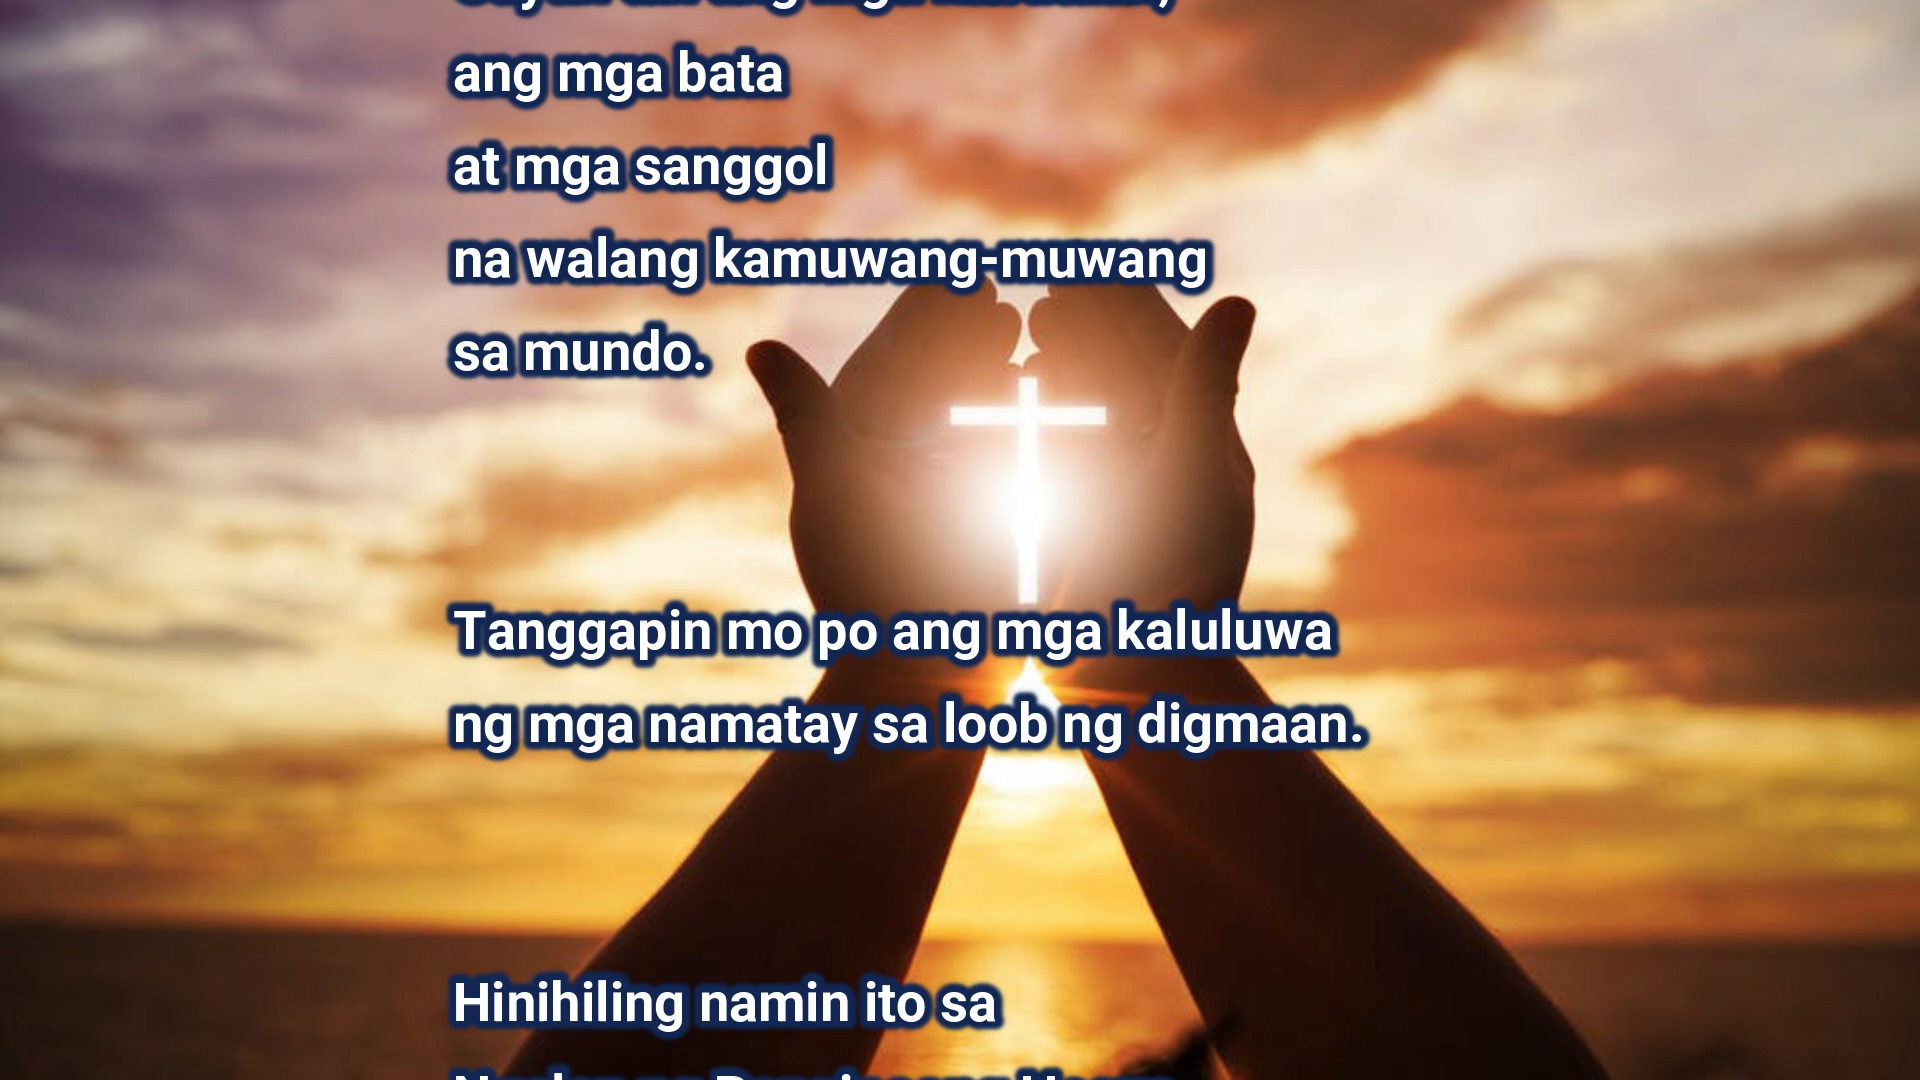 ang mga bata
at mga sanggol
na walang kamuwang-muwang
sa mundo.
Tanggapin mo po ang mga kaluluwa
ng mga namatay sa loob ng digmaan.
Hinihiling namin ito sa